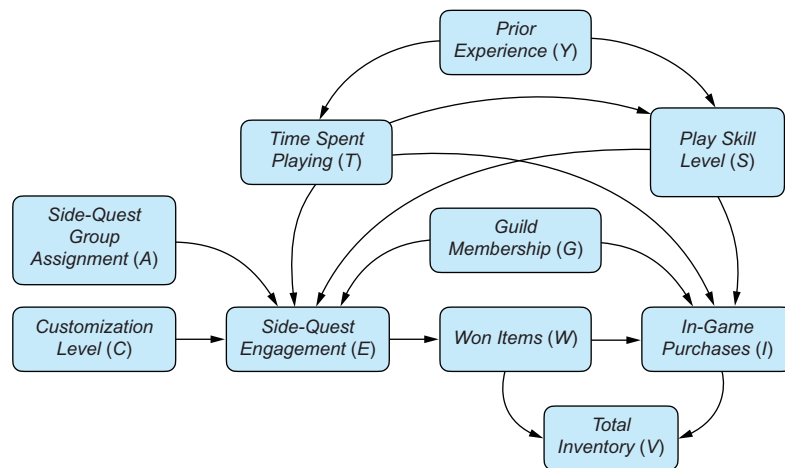 Prior
Experience (Y)
Time Spent
Playing (T)
Play Skill
Level (S)
Side-Quest
Group
Assignment (A)
Guild
Membership (G)
Customization
Level (C)
Side-Quest
Engagement (E)
Won Items (W)
In-Game
Purchases (I)
Total
Inventory (V)